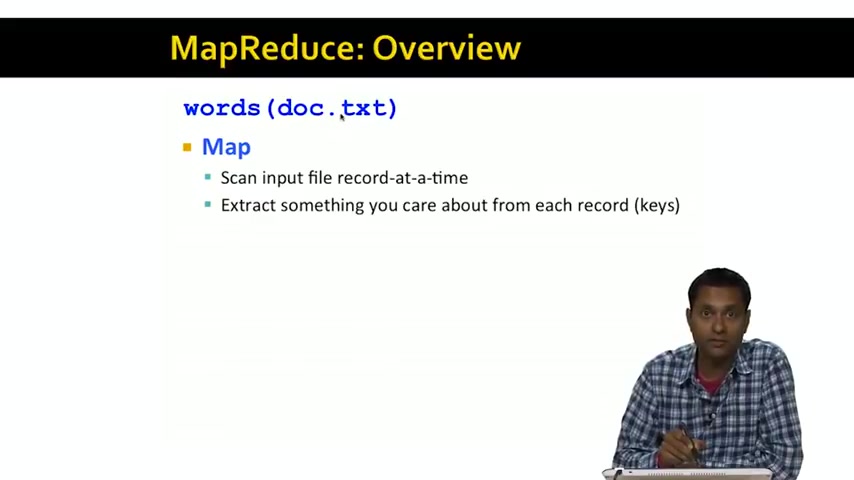 MapReduce: Overview
words(doc.txt)
Map
Scan input file record-at-a-time
Extract something you care about from each record (keys)